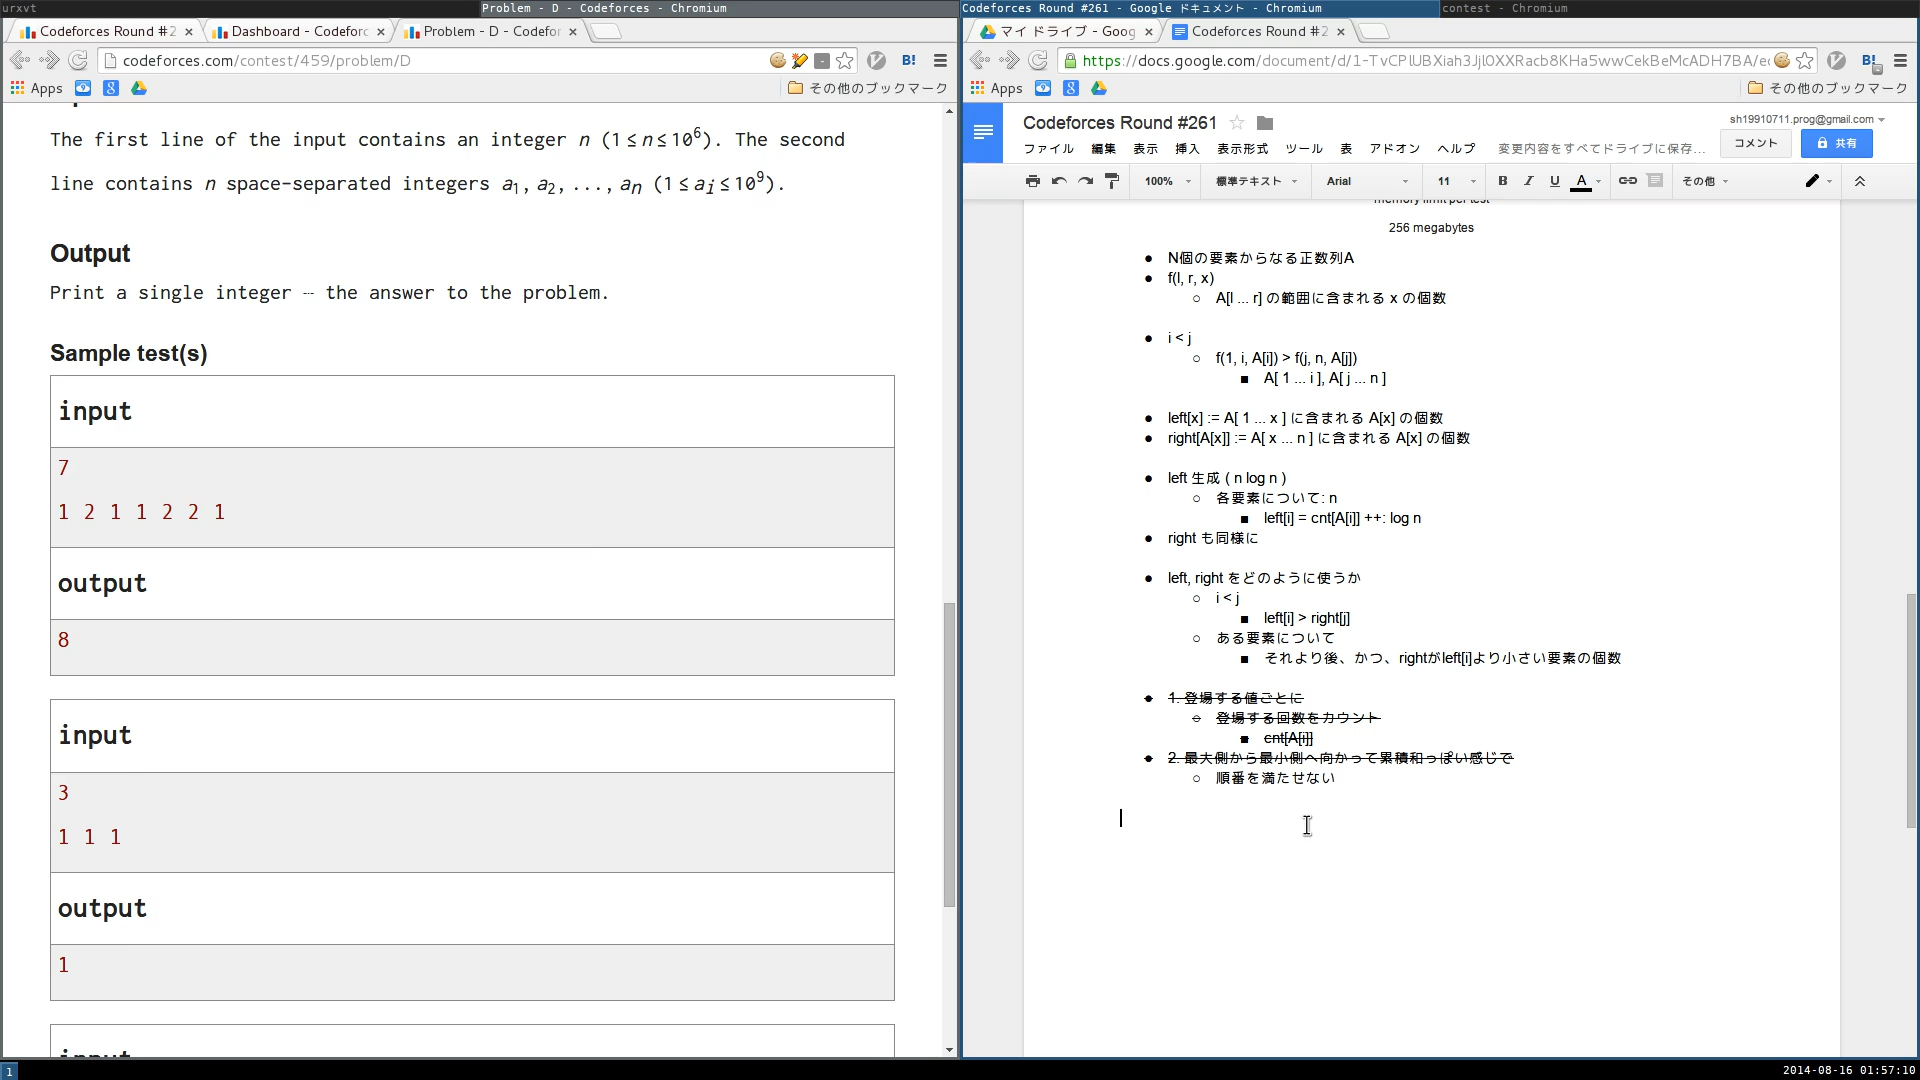 urxvt
Problem - D - Codeforces - Chromium
Codeforces Round #261 - Google ドキュメント - Chromium
contest - Chromium
Codeforces Round #2
Dashboard - Codeforc
Problem - D - Codefor
マイ ドライブ - Goog
Codeforces Round #2
codeforces.com/contest/459/problem/D
B!
Apps
その他のブックマーク
The first line of the input contains an integer n (1 ≤ n ≤ 10^6). The second
line contains n space-separated integers a1, a2, ..., an (1 ≤ ai ≤ 10^9).
Output
Print a single integer — the answer to the problem.
Sample test(s)
input
7
1 2 1 1 2 2 1
output
8
input
3
1 1 1
output
1
input
https://docs.google.com/document/d/1-TvCPlUBXiah3Jjl0XXRacb8KHa5wwCekBeMcADH7BA/e
B!
Apps
その他のブックマーク
Codeforces Round #261
sh19910711.prog@gmail.com
ファイル 編集 表示 挿入 表示形式 ツール 表 アドオン ヘルプ 変更内容をすべてドライブに保存...
コメント
共有
100% 標準テキスト Arial 11 B I U A その他
memory limit per test
256 megabytes
● N個の要素からなる正数列A
● f(l, r, x)
○ A[l ... r] の範囲に含まれる x の個数
● i < j
○ f(1, i, A[i]) > f(j, n, A[j])
■ A[ 1 ... i ], A[ j ... n ]
● left[x] := A[ 1 ... x ] に含まれる A[x] の個数
● right[A[x]] := A[ x ... n ] に含まれる A[x] の個数
● left 生成 ( n log n )
○ 各要素について: n
■ left[i] = cnt[A[i]] ++: log n
● right も同様に
● left, right をどのように使うか
○ i < j
■ left[i] > right[j]
○ ある要素について
■ それより後、かつ、rightがleft[i]より小さい要素の個数
● 1. 登場する値ごとに
○ 登場する回数をカウント
■ cnt[A[i]]
● 2. 最大側から最小側へ向かって累積和っぽい感じで
○ 順番を満たせない
1
2014-08-16 01:57:10